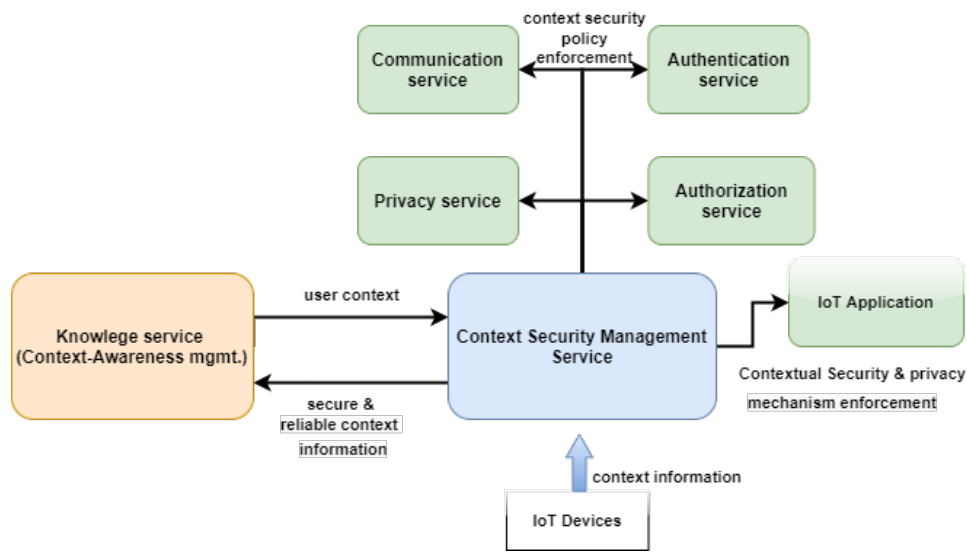 context security
policy
enforcement
Communication
service
Authentication
service
Privacy service
Authorization
service
user context
Knowlege service
(Context-Awareness mgmt.)
Context Security Management
Service
IoT Application
secure &
reliable context
information
Contextual Security & privacy
mechanism enforcement
context information
IoT Devices